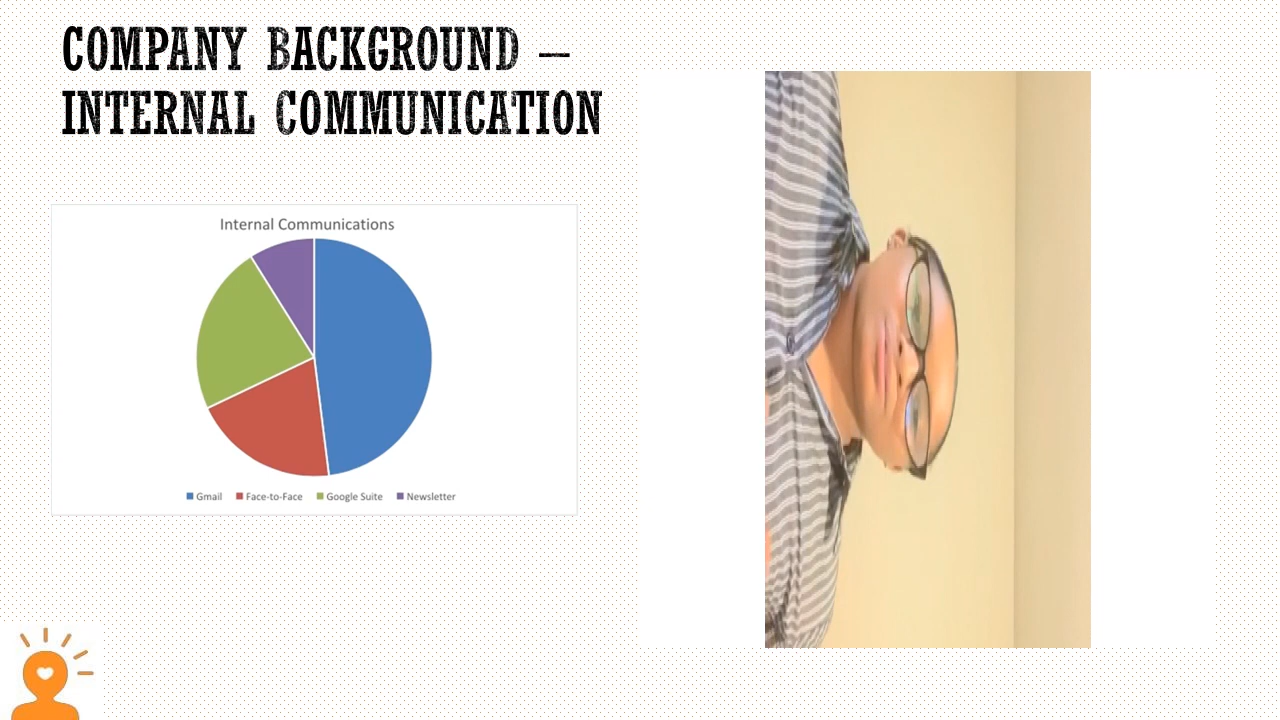 COMPANY BACKGROUND –
INTERNAL COMMUNICATION
Internal Communications
Gmail Face-to-Face Google Suite Newsletter